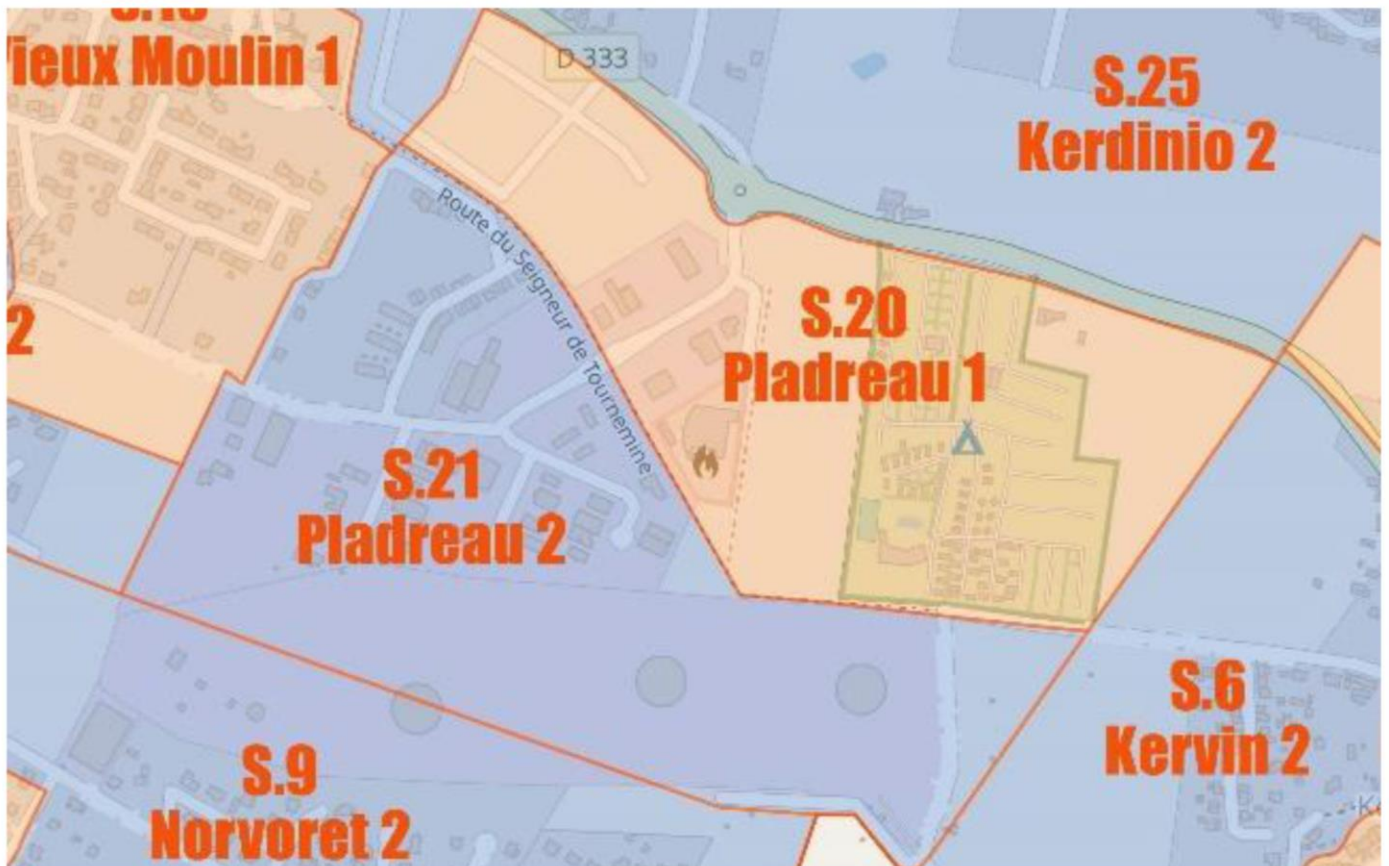 S.25
Kerdinio 2
ieux Moulin 1
D 333
Route du Seigneur de Tournemine
S.20
Pladreau 1
2
S.21
Pladreau 2
S.6
Kervin 2
S.9
Norvoret 2